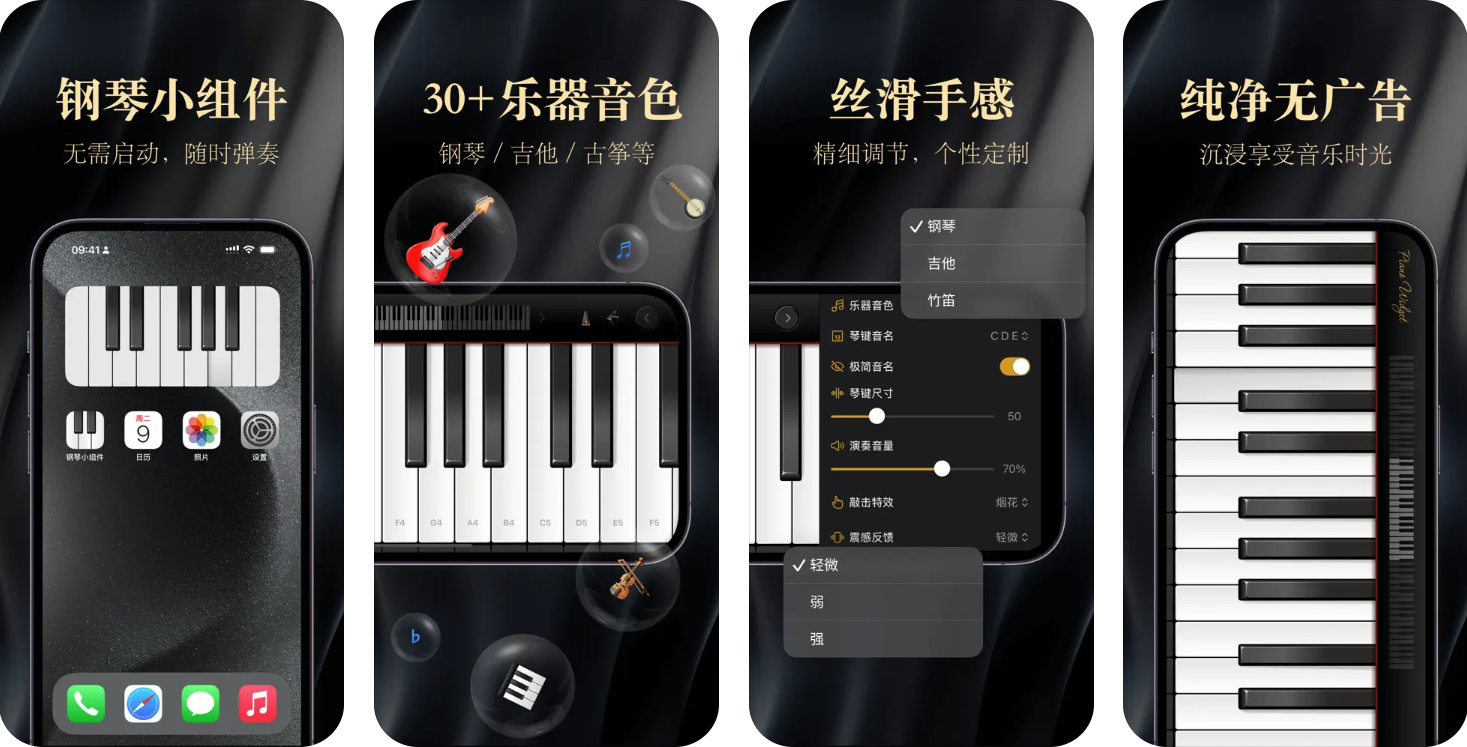 钢琴小组件
无需启动，随时弹奏
09:41
钢琴小组件
周二
9
日历
照片
设置
30+乐器音色
钢琴 / 吉他 / 古筝等
F4 G4 A4 B4 C5 D5 E5 F5
丝滑手感
精细调节，个性定制
钢琴
吉他
竹笛
乐器音色
琴键音名 CDE
极简音名
琴键尺寸
50
演奏音量
70%
敲击特效 烟花
震感反馈 轻微
轻微
弱
强
纯净无广告
沉浸享受音乐时光
Piano Widget